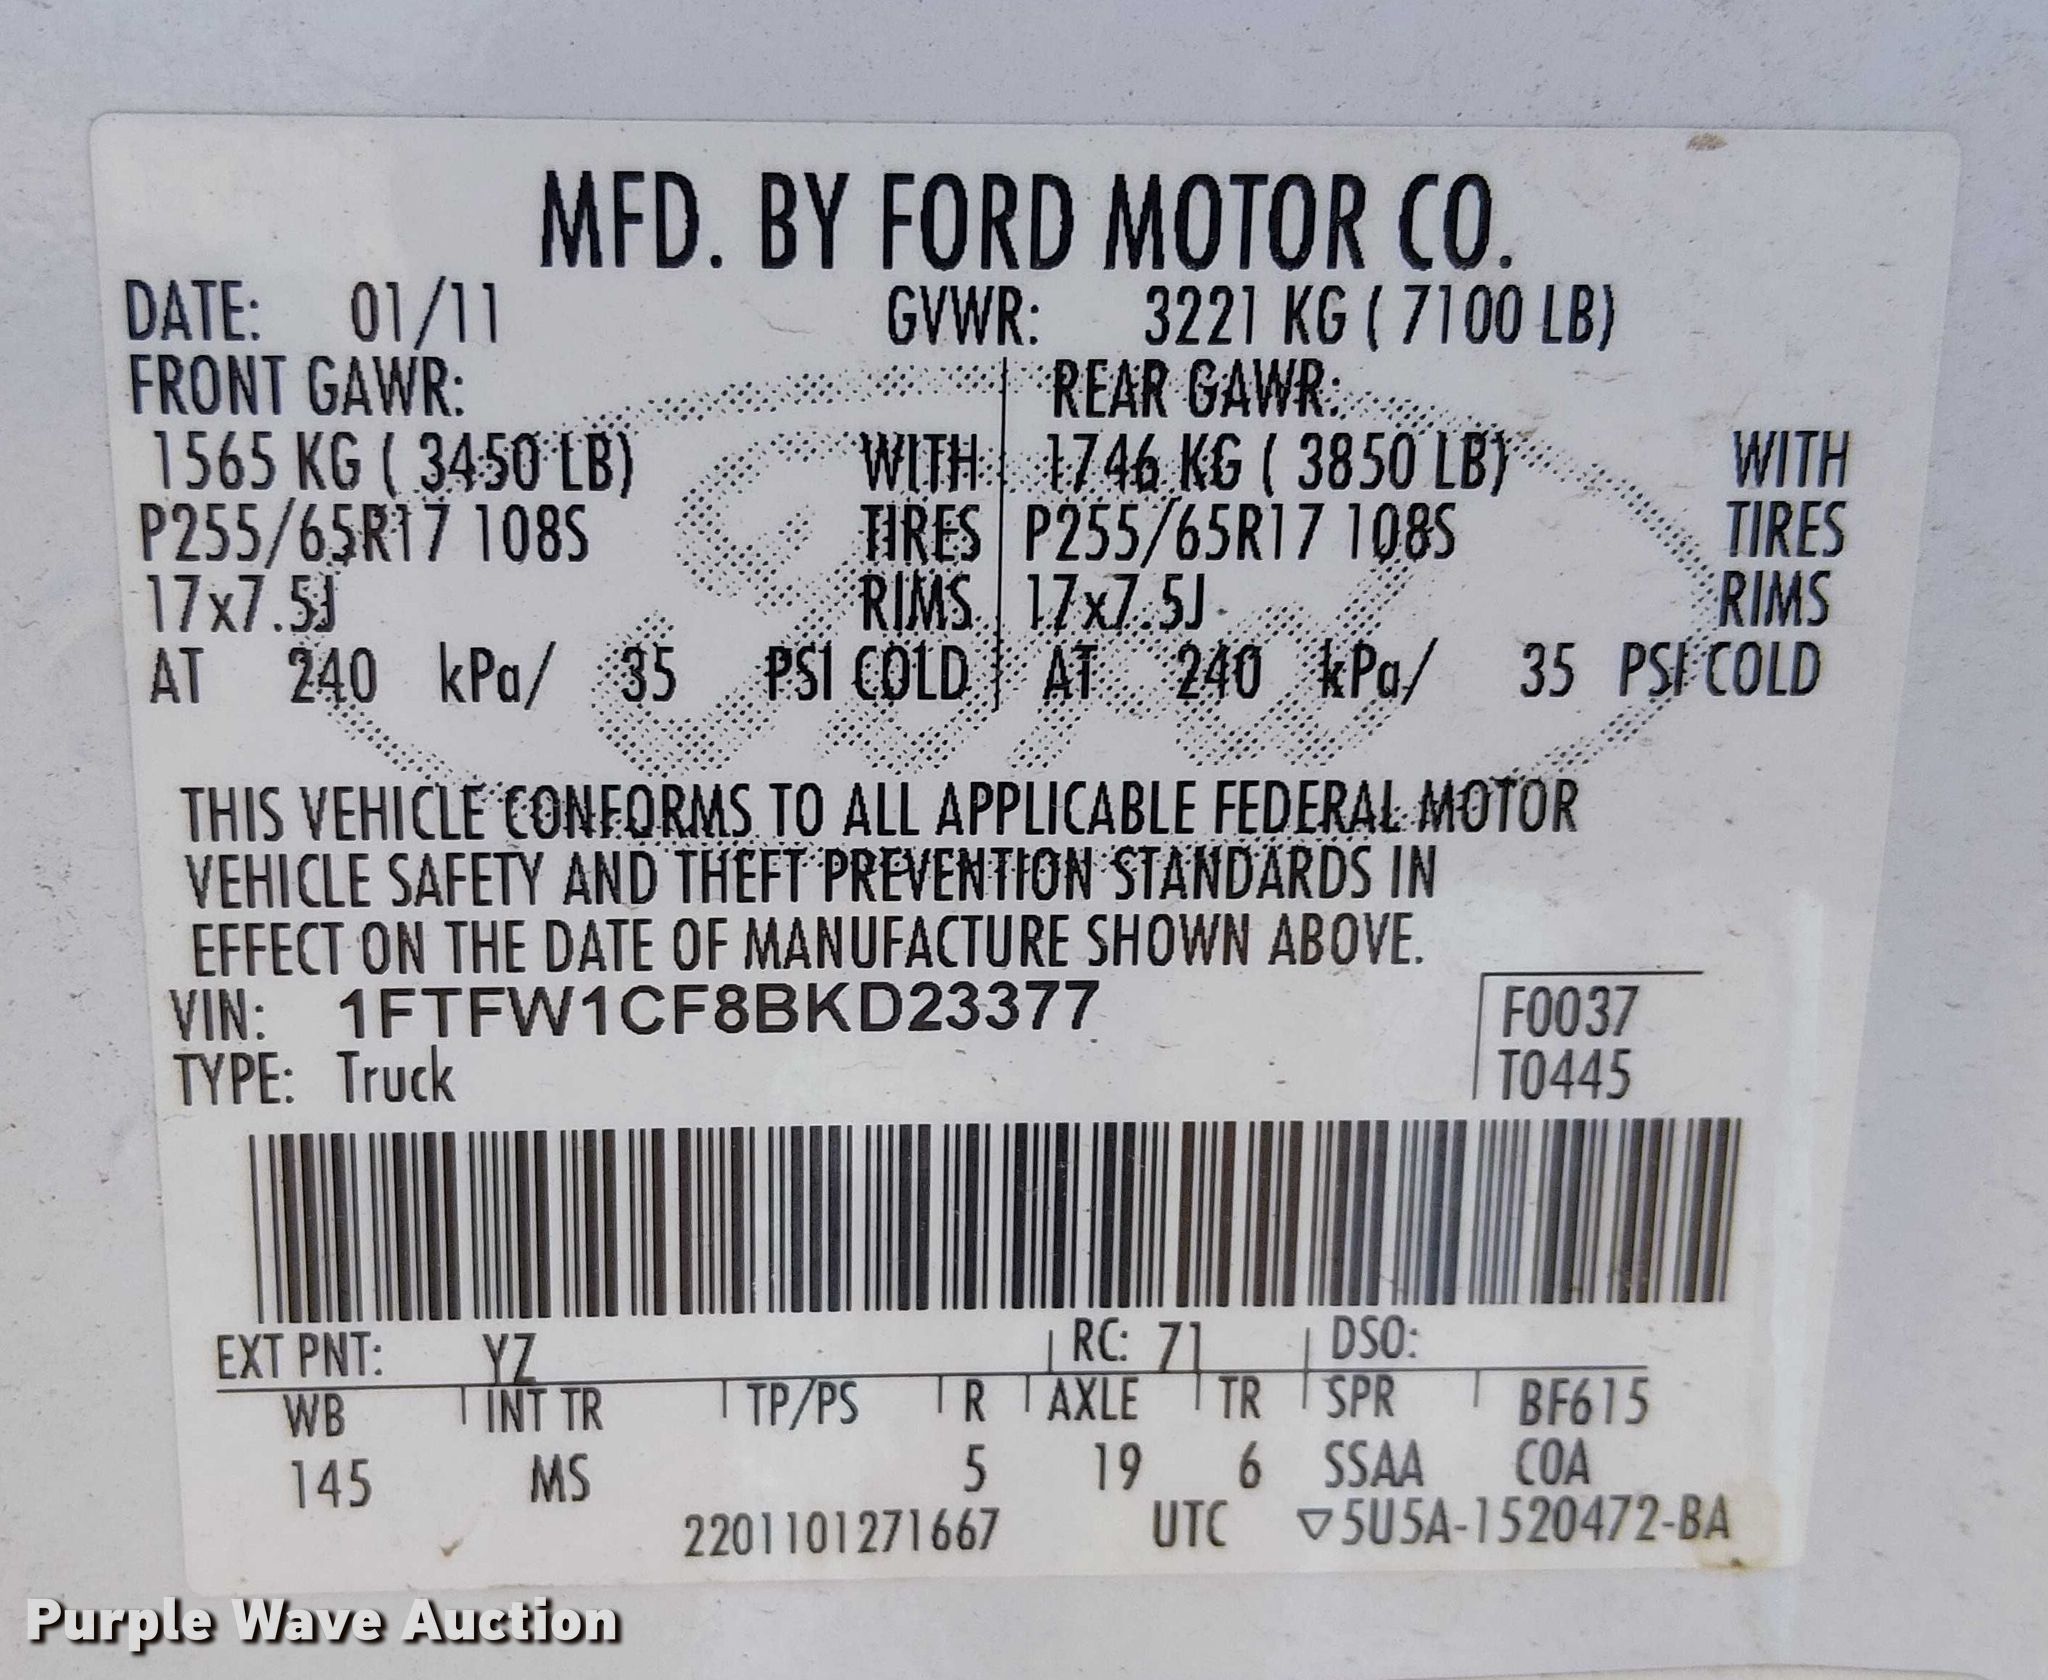 MFD. BY FORD MOTOR CO.
DATE: 01/11 GVWR: 3221 KG ( 7100 LB)
FRONT GAWR: REAR GAWR:
1565 KG ( 3450 LB) WITH 1746 KG ( 3850 LB) WITH
P255/65R17 108S TIRES P255/65R17 108S TIRES
17x7.5J RIMS 17x7.5J RIMS
AT 240 kPa/ 35 PSI COLD AT 240 kPa/ 35 PSI COLD
THIS VEHICLE CONFORMS TO ALL APPLICABLE FEDERAL MOTOR
VEHICLE SAFETY AND THEFT PREVENTION STANDARDS IN
EFFECT ON THE DATE OF MANUFACTURE SHOWN ABOVE.
VIN: 1FTFW1CF8BKD23377 F0037
TYPE: Truck T0445
EXT PNT: YZ RC: 71 DSO:
WB INT TR TP/PS R AXLE TR SPR BF615
145 MS 5 19 6 SSAA COA
2201101271667 UTC ▽5U5A-1520472-BA
Purple Wave Auction